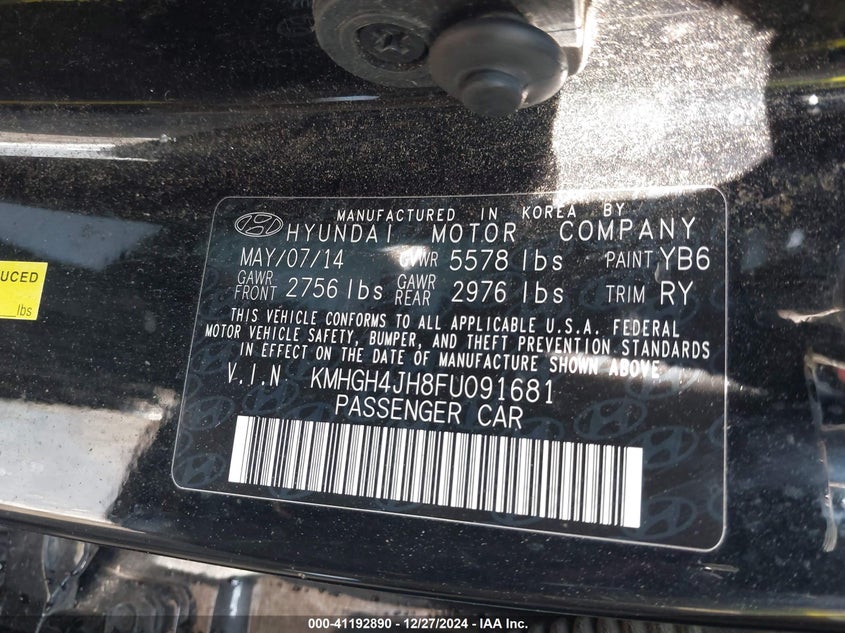 MANUFACTURED IN KOREA BY
HYUNDAI MOTOR COMPANY
MAY/07/14 GVWR 5578 lbs PAINT YB6
GAWR FRONT 2756 lbs GAWR REAR 2976 lbs TRIM RY
THIS VEHICLE CONFORMS TO ALL APPLICABLE U.S.A. FEDERAL
MOTOR VEHICLE SAFETY, BUMPER, AND THEFT PREVENTION STANDARDS
IN EFFECT ON THE DATE OF MANUFACTURE SHOWN ABOVE.
V.I.N KMHGH4JH8FU091681
PASSENGER CAR
UCED
lbs
000-41192890 - 12/27/2024 - IAA Inc.